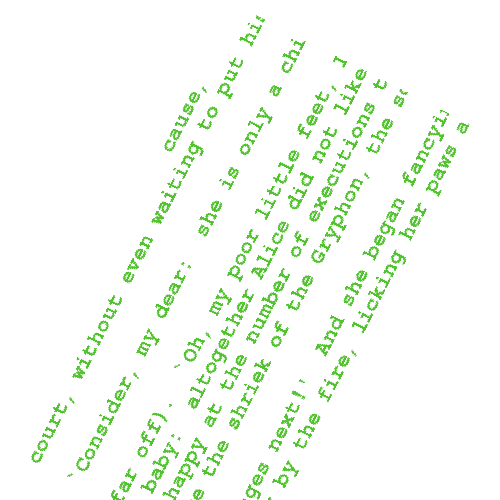 cause,
court, without even waiting to put hi
`Consider, my dear: she is only a chi
far off). `Oh, my poor little feet, I
baby: altogether Alice did not like
happy at the number of executions t
the shriek of the Gryphon, the
ges next!' And she began fancyi
by the fire, licking her paws a